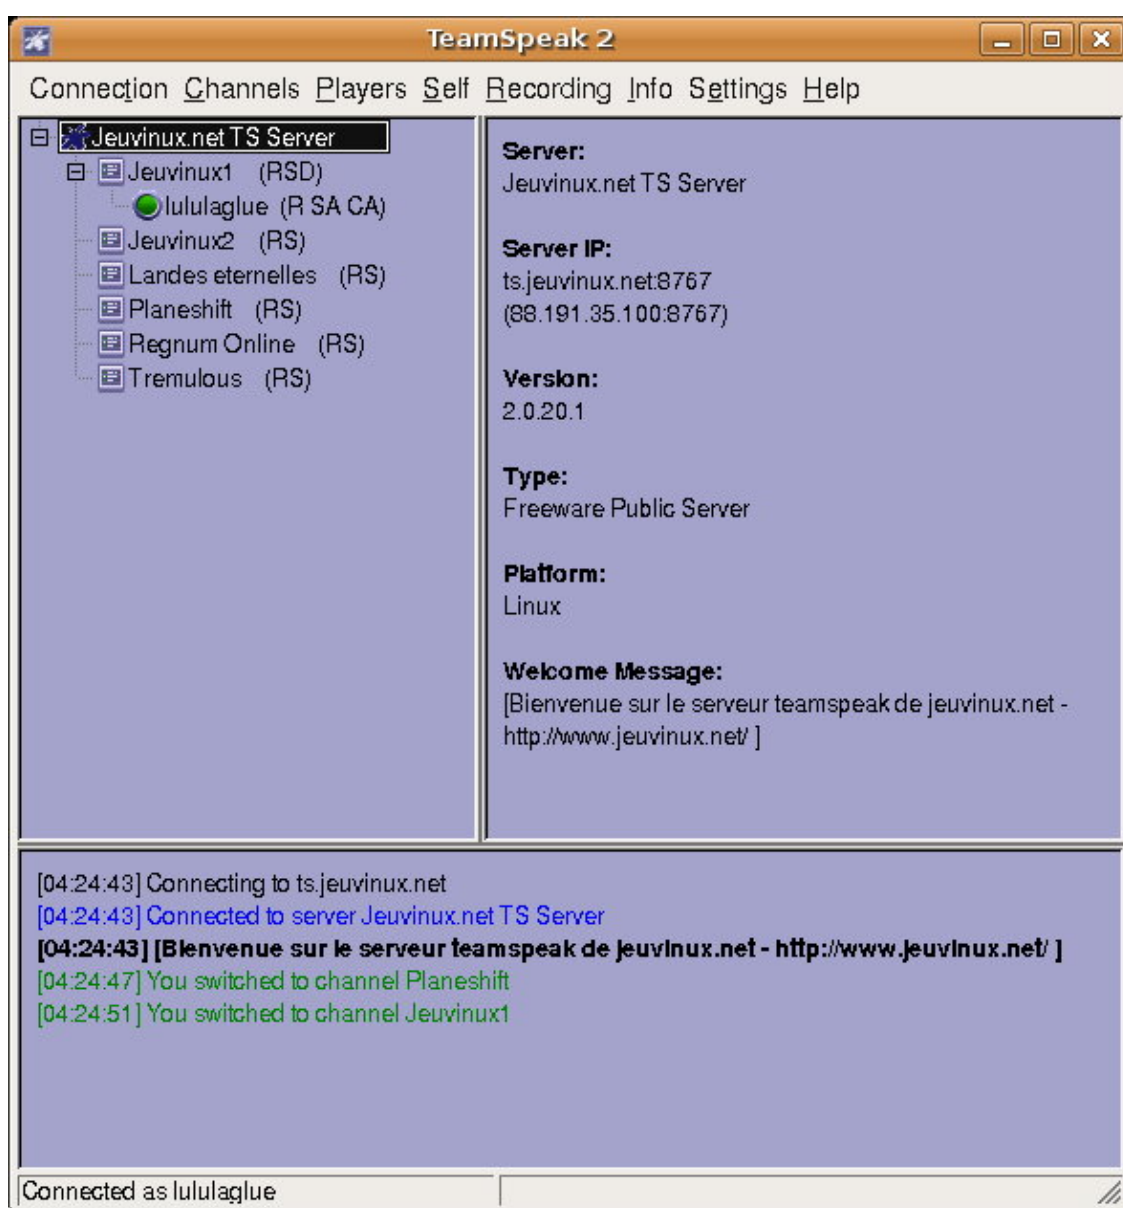 TeamSpeak 2
Connection Channels Players Self Recording Info Settings Help
Jeuvinux.net TS Server
Jeuvinux1 (RSD)
lululaglue (R SA CA)
Jeuvinux2 (RS)
Landes eternelles (RS)
Planeshift (RS)
Regnum Online (RS)
Tremulous (RS)
Server:
Jeuvinux.net TS Server
Server IP:
ts.jeuvinux.net:8767
(88.191.35.100:8767)
Version:
2.0.20.1
Type:
Freeware Public Server
Platform:
Linux
Welcome Message:
[Bienvenue sur le serveur teamspeak de jeuvinux.net -
http://www.jeuvinux.net/ ]
[04:24:43] Connecting to ts.jeuvinux.net
[04:24:43] Connected to server Jeuvinux.net TS Server
[04:24:43] [Bienvenue sur le serveur teamspeak de jeuvinux.net - http://www.jeuvinux.net/ ]
[04:24:47] You switched to channel Planeshift
[04:24:51] You switched to channel Jeuvinux1
Connected as lululaglue